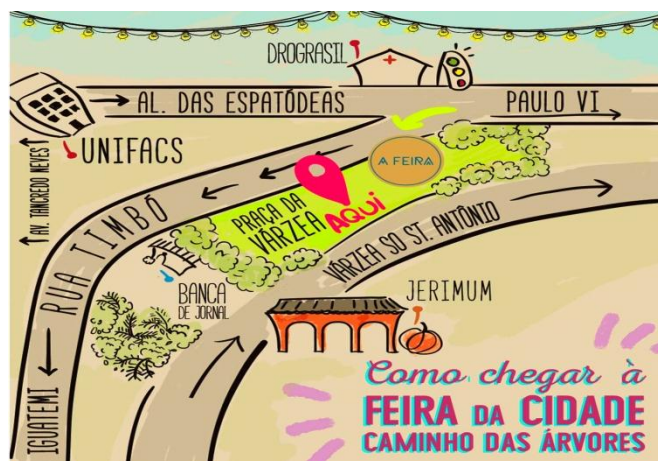 DROGRASIL
AL. DAS ESPATÓDEAS
PAULO VI
UNIFACS
AV. TANCREDO NEVES
A FEIRA
RUA TIMBÓ
PRAÇA DA
VÁRZEA
AQUI
VÁRZEA SO ST. ANTÔNIO
BANCA
DE JORNAL
JERIMUM
IGUATEMI
Como chegar à
FEIRA DA CIDADE
CAMINHO DAS ÁRVORES